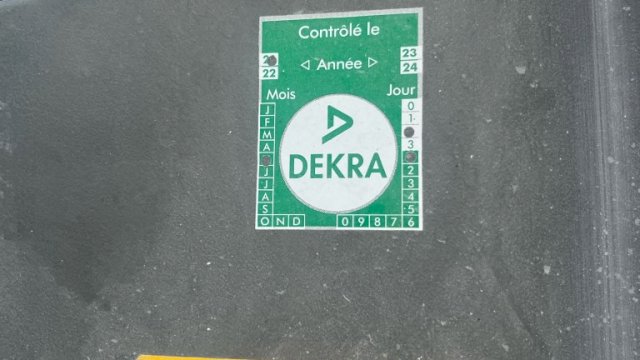 Contrôlé le
22
◁ Année ▷
23
24
Mois
Jour
J
F
M
A
J
J
A
S
O N D
0
1
3
2
3
4
5
0 9 8 7 6
DEKRA